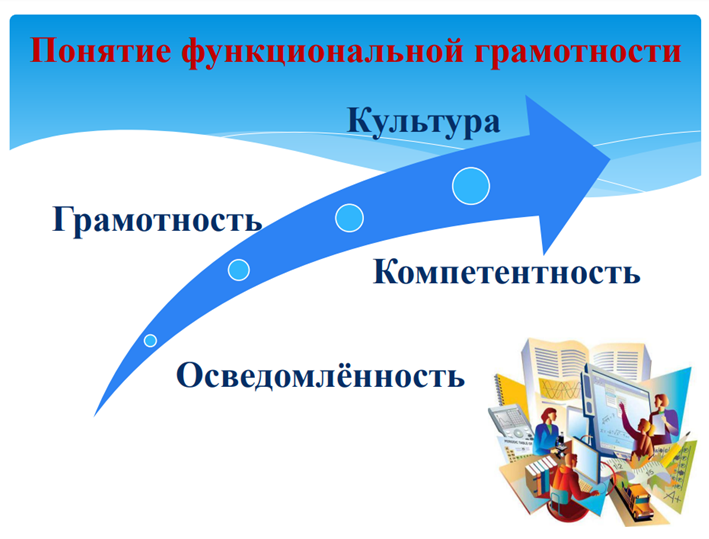 Понятие функциональной грамотности
Культура
Грамотность
Компетентность
Осведомлённость